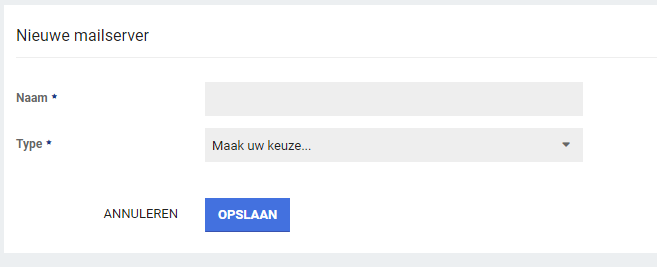 Nieuwe mailserver
Naam *
Type *
Maak uw keuze...
ANNULEREN
OPSLAAN